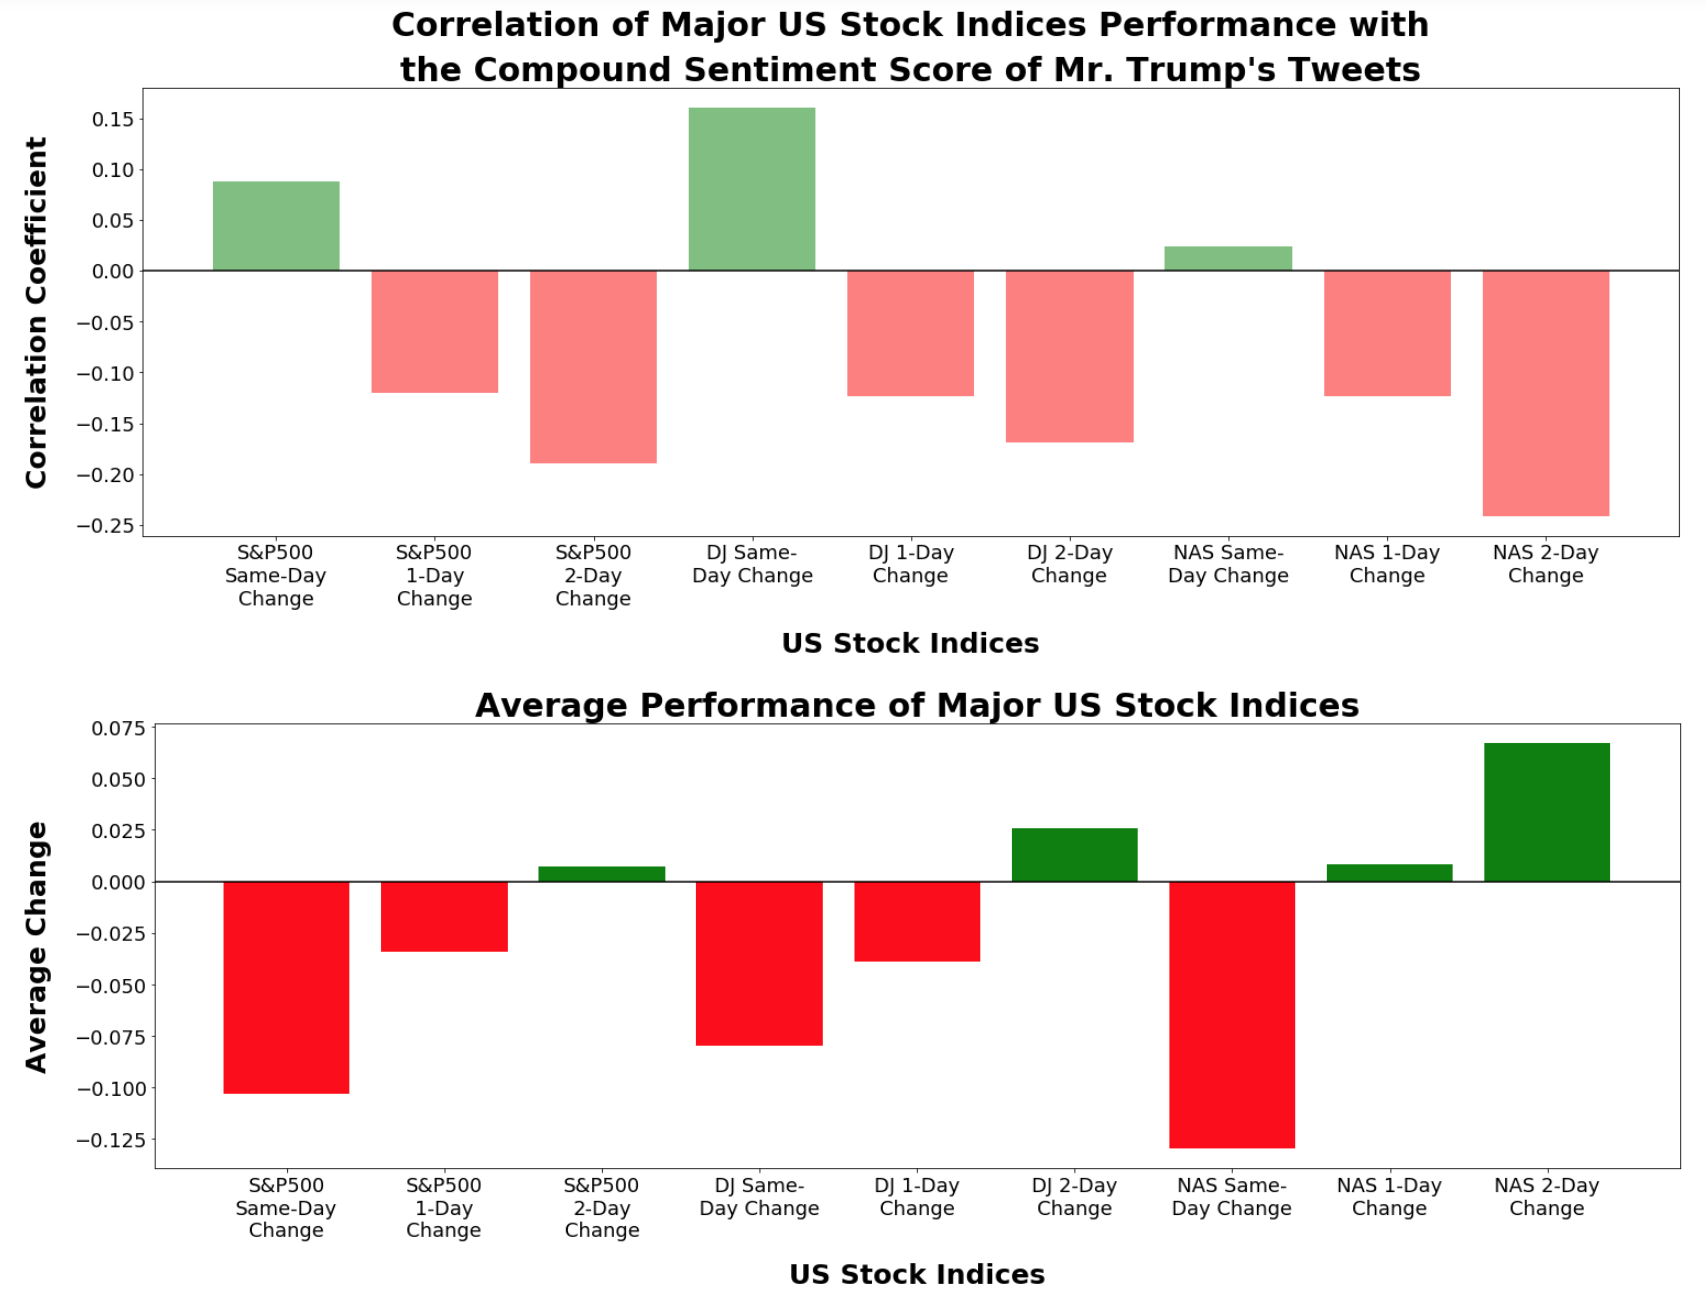 Correlation of Major US Stock Indices Performance with
the Compound Sentiment Score of Mr. Trump's Tweets
Correlation Coefficient
0.15
0.10
0.05
0.00
−0.05
−0.10
−0.15
−0.20
−0.25
S&P500
Same-Day
Change
S&P500
1-Day
Change
S&P500
2-Day
Change
DJ Same-
Day Change
DJ 1-Day
Change
DJ 2-Day
Change
NAS Same-
Day Change
NAS 1-Day
Change
NAS 2-Day
Change
US Stock Indices
Average Performance of Major US Stock Indices
Average Change
0.075
0.050
0.025
0.000
−0.025
−0.050
−0.075
−0.100
−0.125
S&P500
Same-Day
Change
S&P500
1-Day
Change
S&P500
2-Day
Change
DJ Same-
Day Change
DJ 1-Day
Change
DJ 2-Day
Change
NAS Same-
Day Change
NAS 1-Day
Change
NAS 2-Day
Change
US Stock Indices